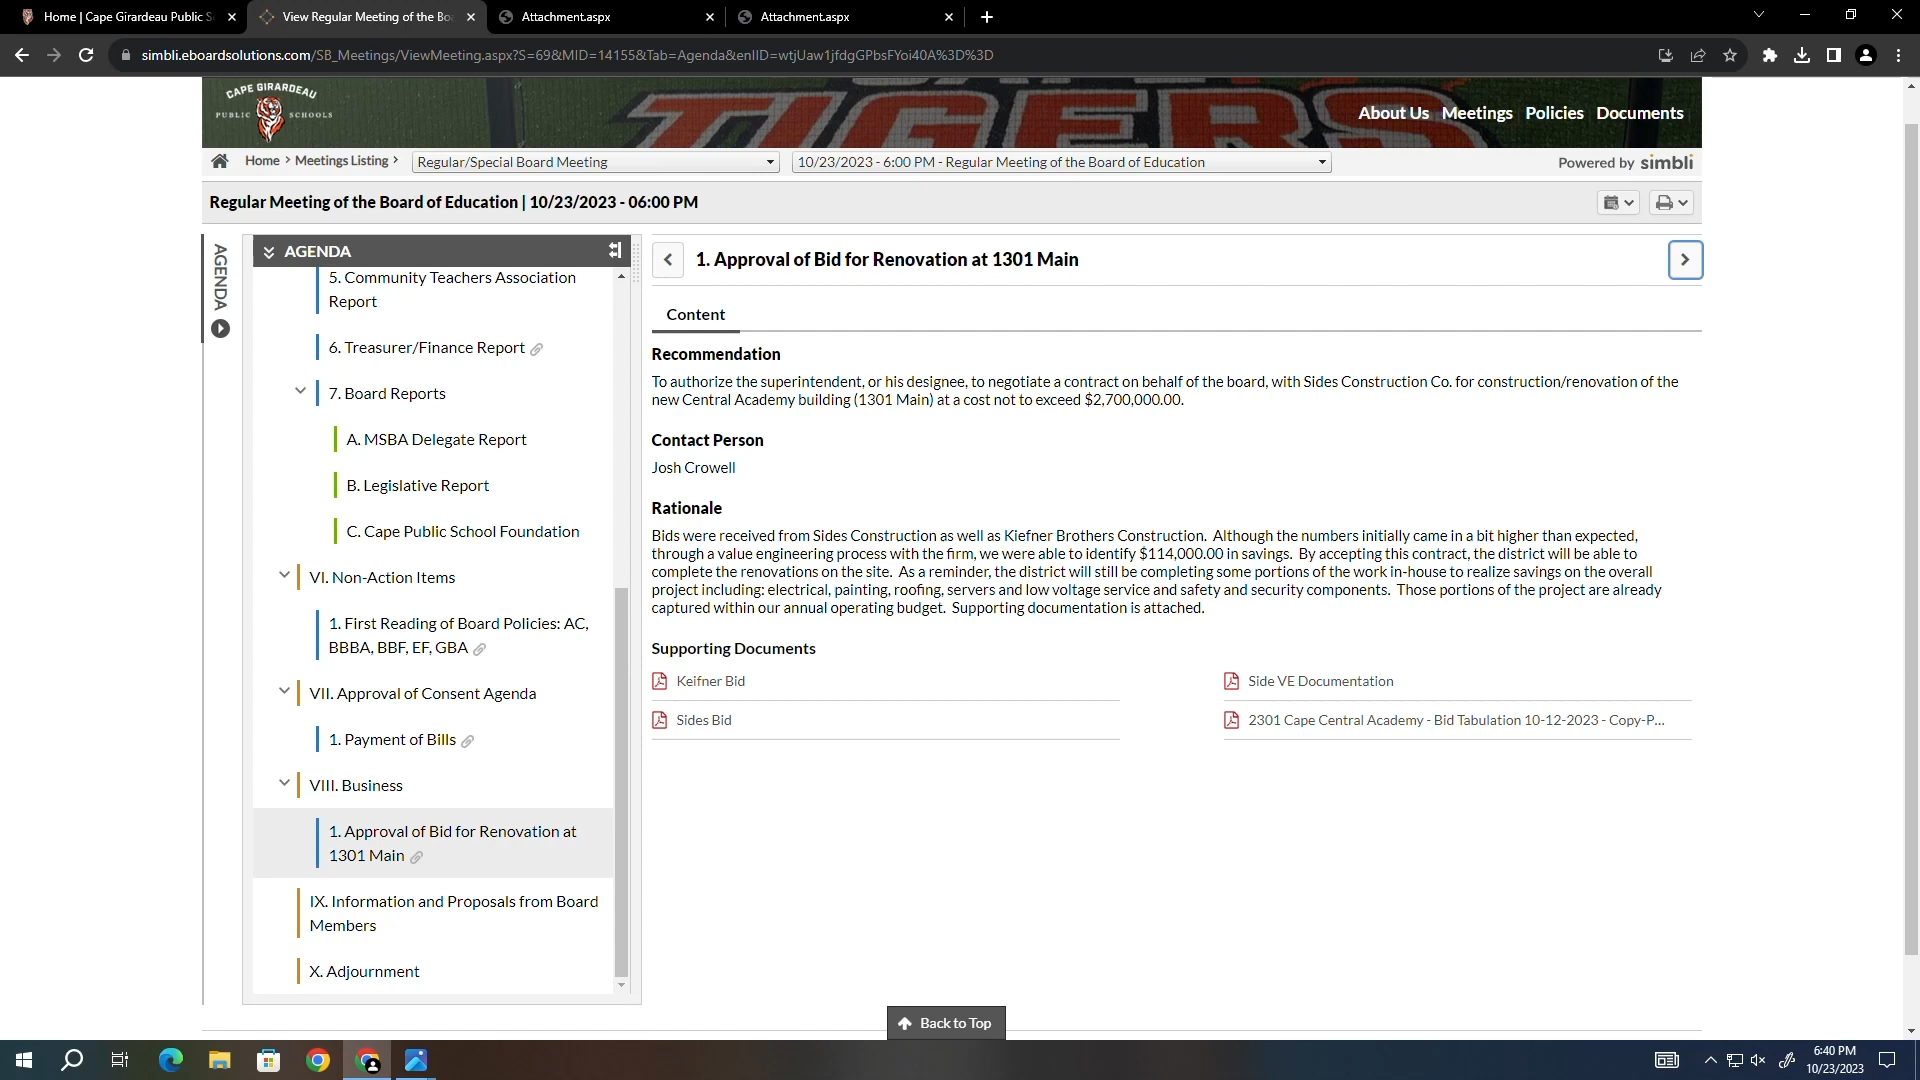 Home | Cape Girardeau Public S
View Regular Meeting of the Bo
Attachment.aspx
Attachment.aspx
simbli.eboardsolutions.com/SB_Meetings/ViewMeeting.aspx?S=69&MID=14155&Tab=Agenda&enIID=wtjUaw1jfdgGPbsFYoi40A%3D%3D
CAPE GIRARDEAU
PUBLIC SCHOOLS
TIGERS
About Us Meetings Policies Documents
Home > Meetings Listing >
Regular/Special Board Meeting
10/23/2023 - 6:00 PM - Regular Meeting of the Board of Education
Powered by simbli
Regular Meeting of the Board of Education | 10/23/2023 - 06:00 PM
AGENDA
AGENDA
5. Community Teachers Association
Report
6. Treasurer/Finance Report
7. Board Reports
A. MSBA Delegate Report
B. Legislative Report
C. Cape Public School Foundation
VI. Non-Action Items
1. First Reading of Board Policies: AC,
BBBA, BBF, EF, GBA
VII. Approval of Consent Agenda
1. Payment of Bills
VIII. Business
1. Approval of Bid for Renovation at
1301 Main
IX. Information and Proposals from Board
Members
X. Adjournment
1. Approval of Bid for Renovation at 1301 Main
Content
Recommendation
To authorize the superintendent, or his designee, to negotiate a contract on behalf of the board, with Sides Construction Co. for construction/renovation of the
new Central Academy building (1301 Main) at a cost not to exceed $2,700,000.00.
Contact Person
Josh Crowell
Rationale
Bids were received from Sides Construction as well as Kiefner Brothers Construction. Although the numbers initially came in a bit higher than expected,
through a value engineering process with the firm, we were able to identify $114,000.00 in savings. By accepting this contract, the district will be able to
complete the renovations on the site. As a reminder, the district will still be completing some portions of the work in-house to realize savings on the overall
project including: electrical, painting, roofing, servers and low voltage service and safety and security components. Those portions of the project are already
captured within our annual operating budget. Supporting documentation is attached.
Supporting Documents
Keifner Bid
Side VE Documentation
Sides Bid
2301 Cape Central Academy - Bid Tabulation 10-12-2023 - Copy-P...
Back to Top
6:40 PM
10/23/2023